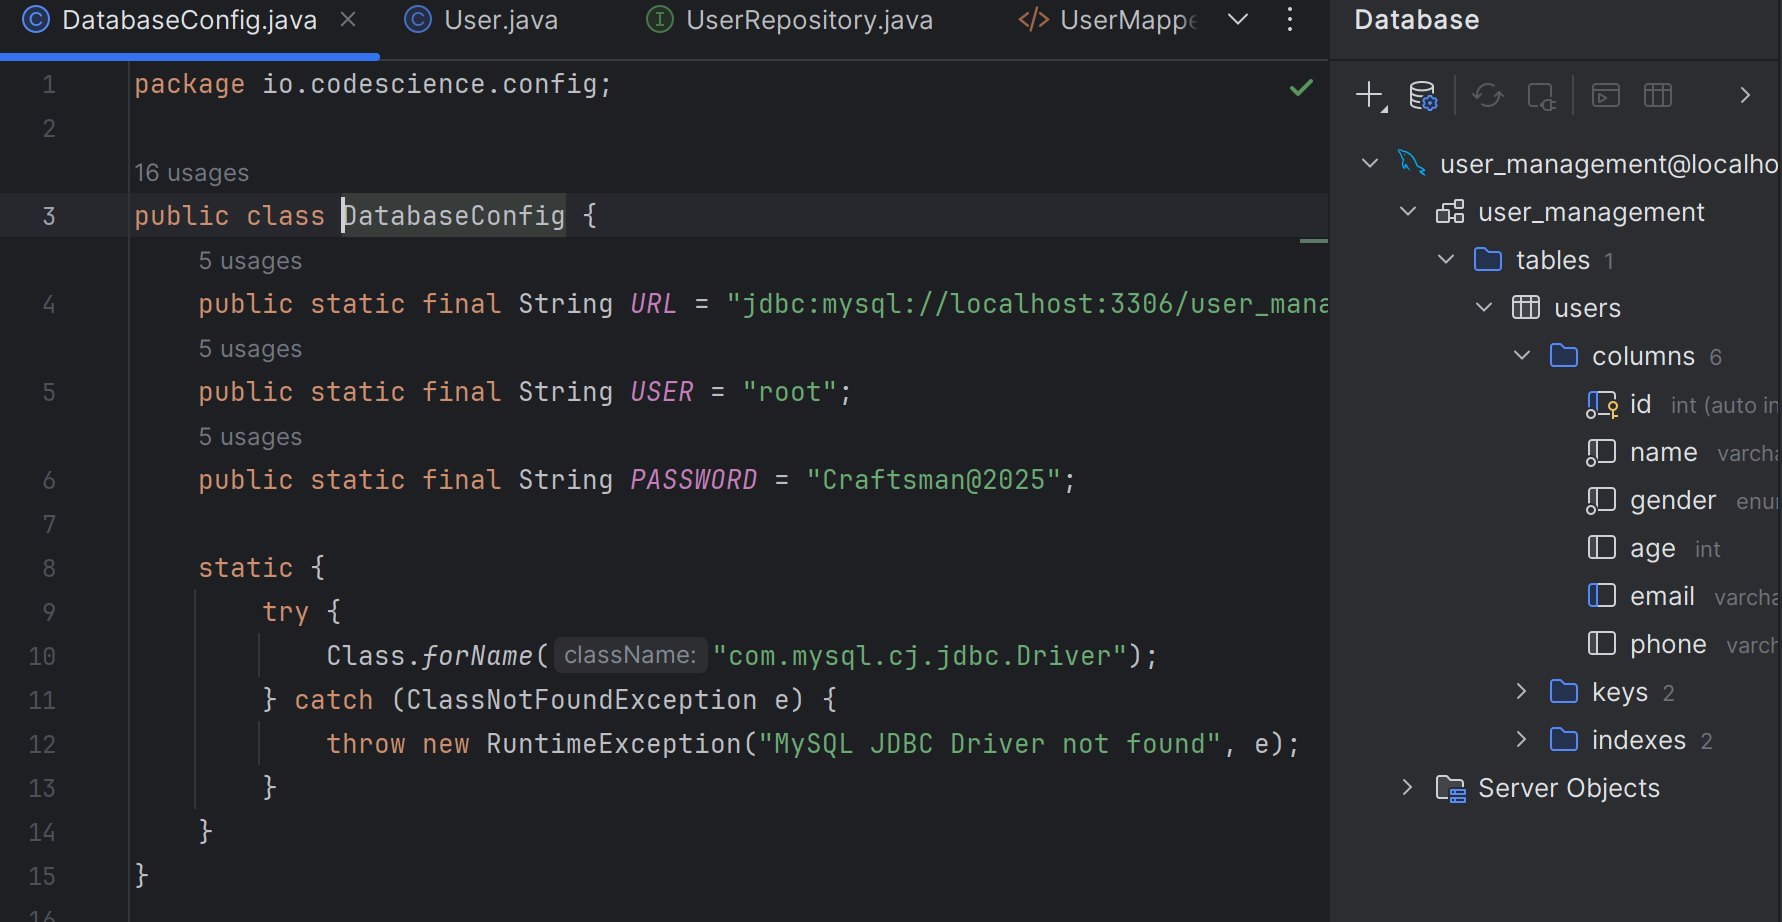 DatabaseConfig.java
User.java
UserRepository.java
</> UserMappe
Database
1 package io.codescience.config;
2
16 usages
3 public class DatabaseConfig {
5 usages
4 public static final String URL = "jdbc:mysql://localhost:3306/user_mana
5 usages
5 public static final String USER = "root";
5 usages
6 public static final String PASSWORD = "Craftsman@2025";
7
8 static {
9 try {
10 Class.forName( className: "com.mysql.cj.jdbc.Driver");
11 } catch (ClassNotFoundException e) {
12 throw new RuntimeException("MySQL JDBC Driver not found", e);
13 }
14 }
15 }
16
user_management@localho
user_management
tables 1
users
columns 6
id int (auto in
name varcha
gender enum
age int
email varcha
phone varch
keys 2
indexes 2
Server Objects